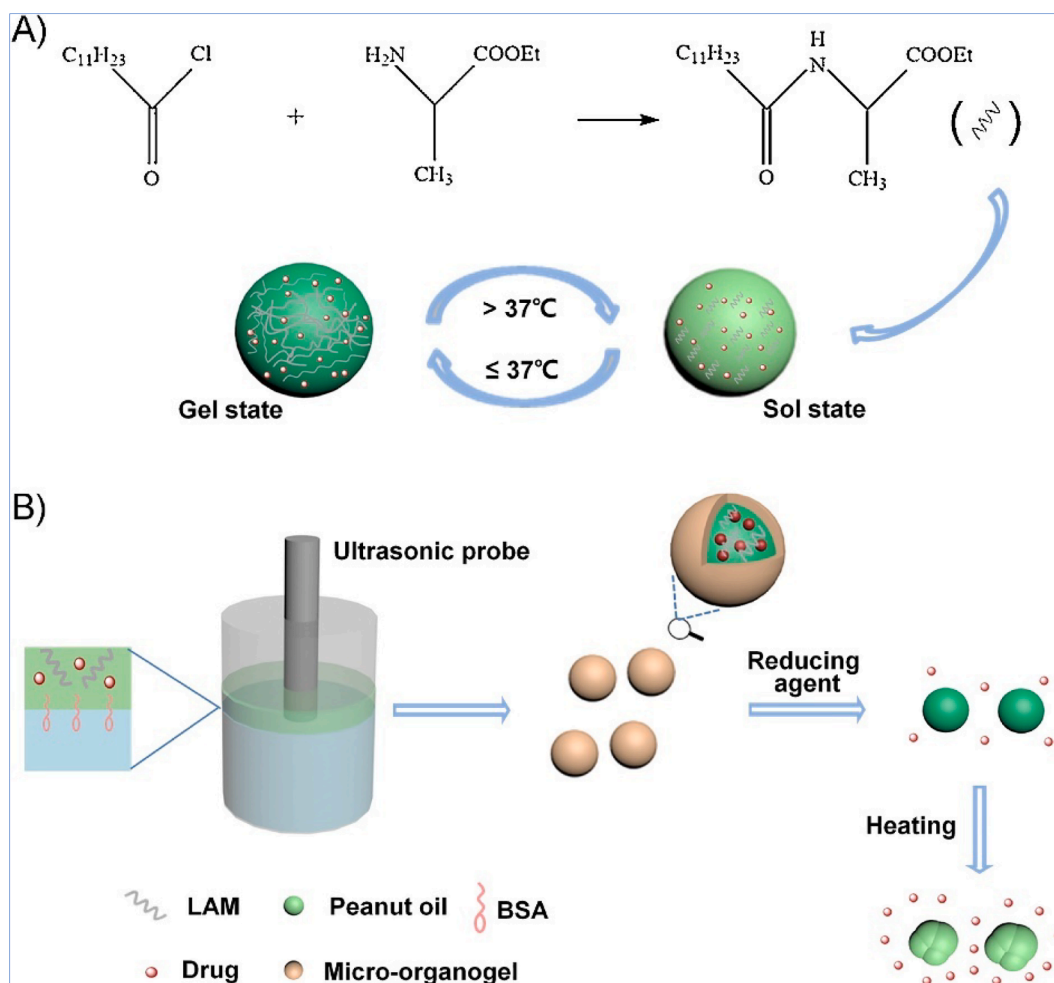 A)
C11H23
Cl
O
+
H2N
COOEt
CH3
C11H23
H
N
COOEt
O
CH3
> 37℃
≤ 37℃
Gel state
Sol state
B)
Ultrasonic probe
Reducing
agent
Heating
LAM
Peanut oil
BSA
Drug
Micro-organogel